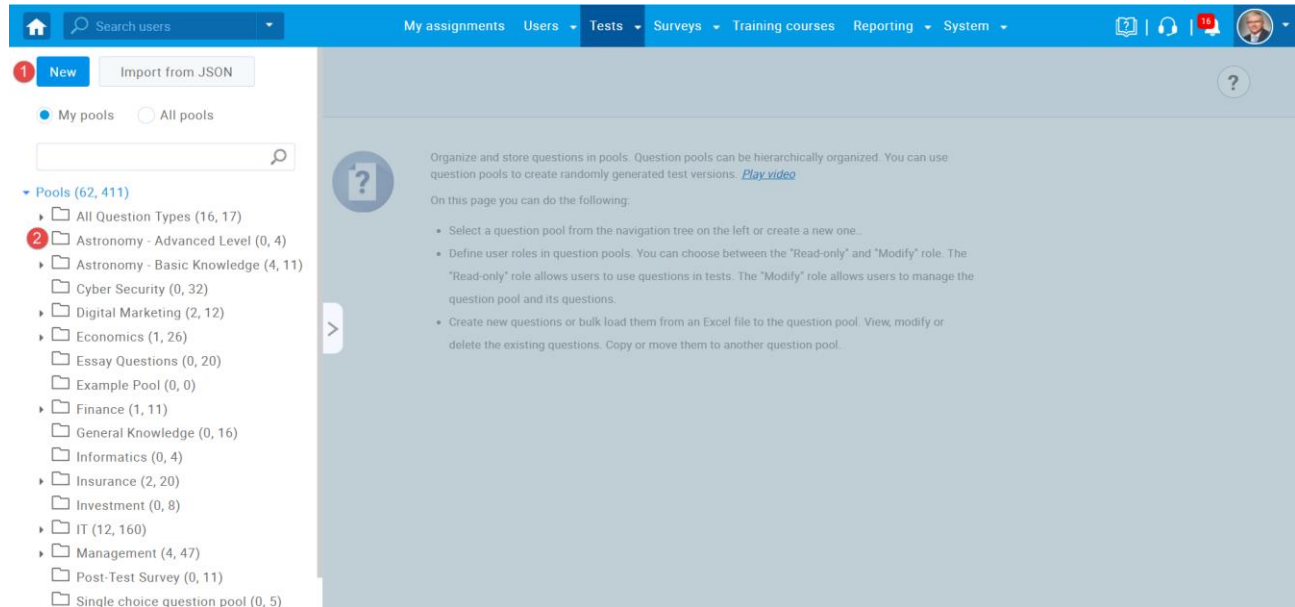 Search users
My assignments Users Tests Surveys Training courses Reporting System
16
1 New Import from JSON
?
My pools All pools
?
Organize and store questions in pools. Question pools can be hierarchically organized. You can use
question pools to create randomly generated test versions. Play video
On this page you can do the following:
• Select a question pool from the navigation tree on the left or create a new one..
• Define user roles in question pools. You can choose between the "Read-only" and "Modify" role. The
"Read-only" role allows users to use questions in tests. The "Modify" role allows users to manage the
question pool and its questions.
• Create new questions or bulk load them from an Excel file to the question pool. View, modify or
delete the existing questions. Copy or move them to another question pool.
Pools (62, 411)
All Question Types (16, 17)
2 Astronomy - Advanced Level (0, 4)
Astronomy - Basic Knowledge (4, 11)
Cyber Security (0, 32)
Digital Marketing (2, 12)
Economics (1, 26)
Essay Questions (0, 20)
Example Pool (0, 0)
Finance (1, 11)
General Knowledge (0, 16)
Informatics (0, 4)
Insurance (2, 20)
Investment (0, 8)
IT (12, 160)
Management (4, 47)
Post-Test Survey (0, 11)
Single choice question pool (0, 5)